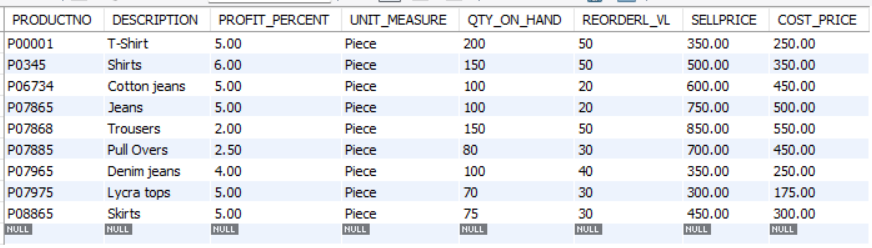 PRODUCTNO DESCRIPTION PROFIT_PERCENT UNIT_MEASURE QTY_ON_HAND REORDERL_VL SELLPRICE COST_PRICE
P00001 T-Shirt 5.00 Piece 200 50 350.00 250.00
P0345 Shirts 6.00 Piece 150 50 500.00 350.00
P06734 Cotton jeans 5.00 Piece 100 20 600.00 450.00
P07865 Jeans 5.00 Piece 100 20 750.00 500.00
P07868 Trousers 2.00 Piece 150 50 850.00 550.00
P07885 Pull Overs 2.50 Piece 80 30 700.00 450.00
P07965 Denim jeans 4.00 Piece 100 40 350.00 250.00
P07975 Lycra tops 5.00 Piece 70 30 300.00 175.00
P08865 Skirts 5.00 Piece 75 30 450.00 300.00
NULL NULL NULL NULL NULL NULL NULL NULL